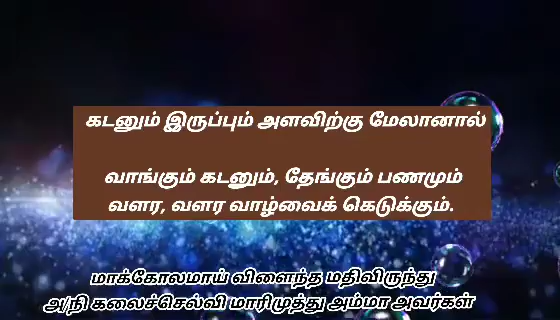 கடனும் இருப்பும் அளவிற்கு மேலானால்
வாங்கும் கடனும், தேங்கும் பணமும்
வளர, வளர வாழ்வைக் கெடுக்கும்.
மாக்கோலமாய் விளைந்த மதிவிருந்து
அ/நி கலைச்செல்வி மாரிமுத்து அம்மா அவர்கள்